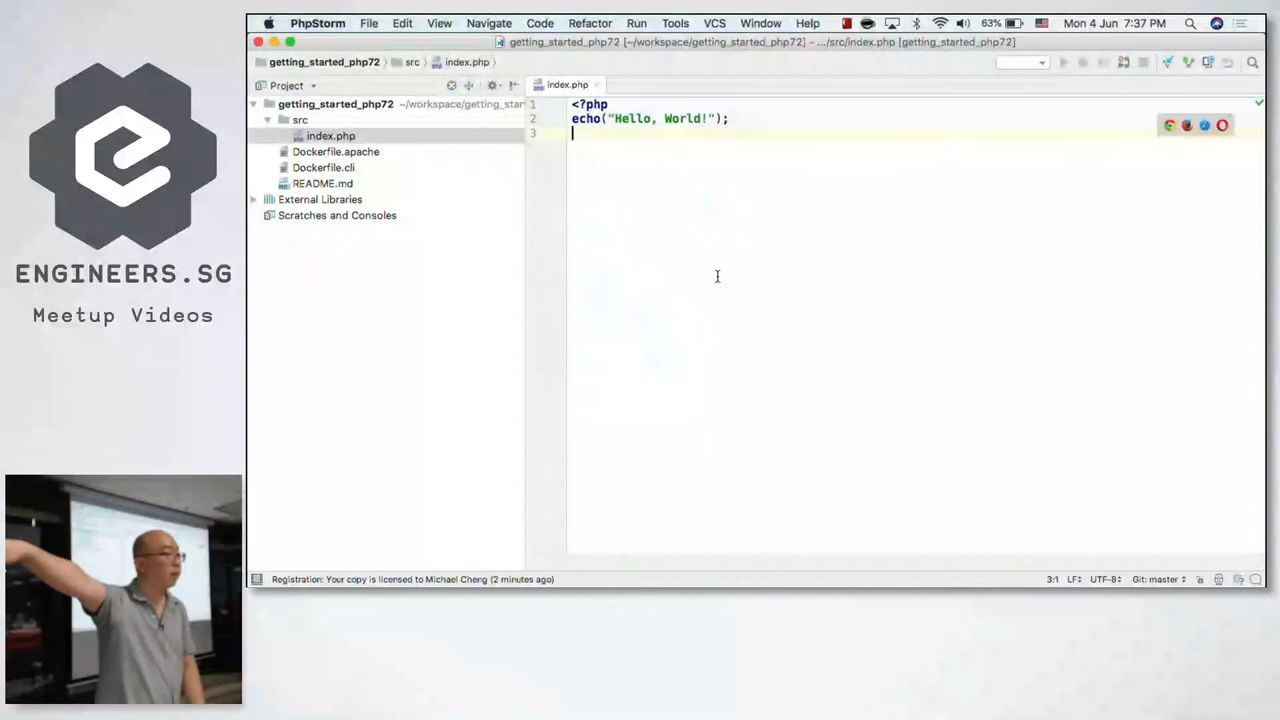 PhpStorm File Edit View Navigate Code Refactor Run Tools VCS Window Help 63% Mon 4 Jun 7:37 PM
getting_started_php72 [~/workspace/getting_started_php72] - .../src/index.php [getting_started_php72]
getting_started_php72 src index.php
Project
index.php
getting_started_php72 ~/workspace/getting_star
src
index.php
Dockerfile.apache
Dockerfile.cli
README.md
External Libraries
Scratches and Consoles
1 <?php
2 echo("Hello, World!");
3
ENGINEERS.SG
Meetup Videos
Registration: Your copy is licensed to Michael Cheng (2 minutes ago)
3:1 LF UTF-8 Git: master